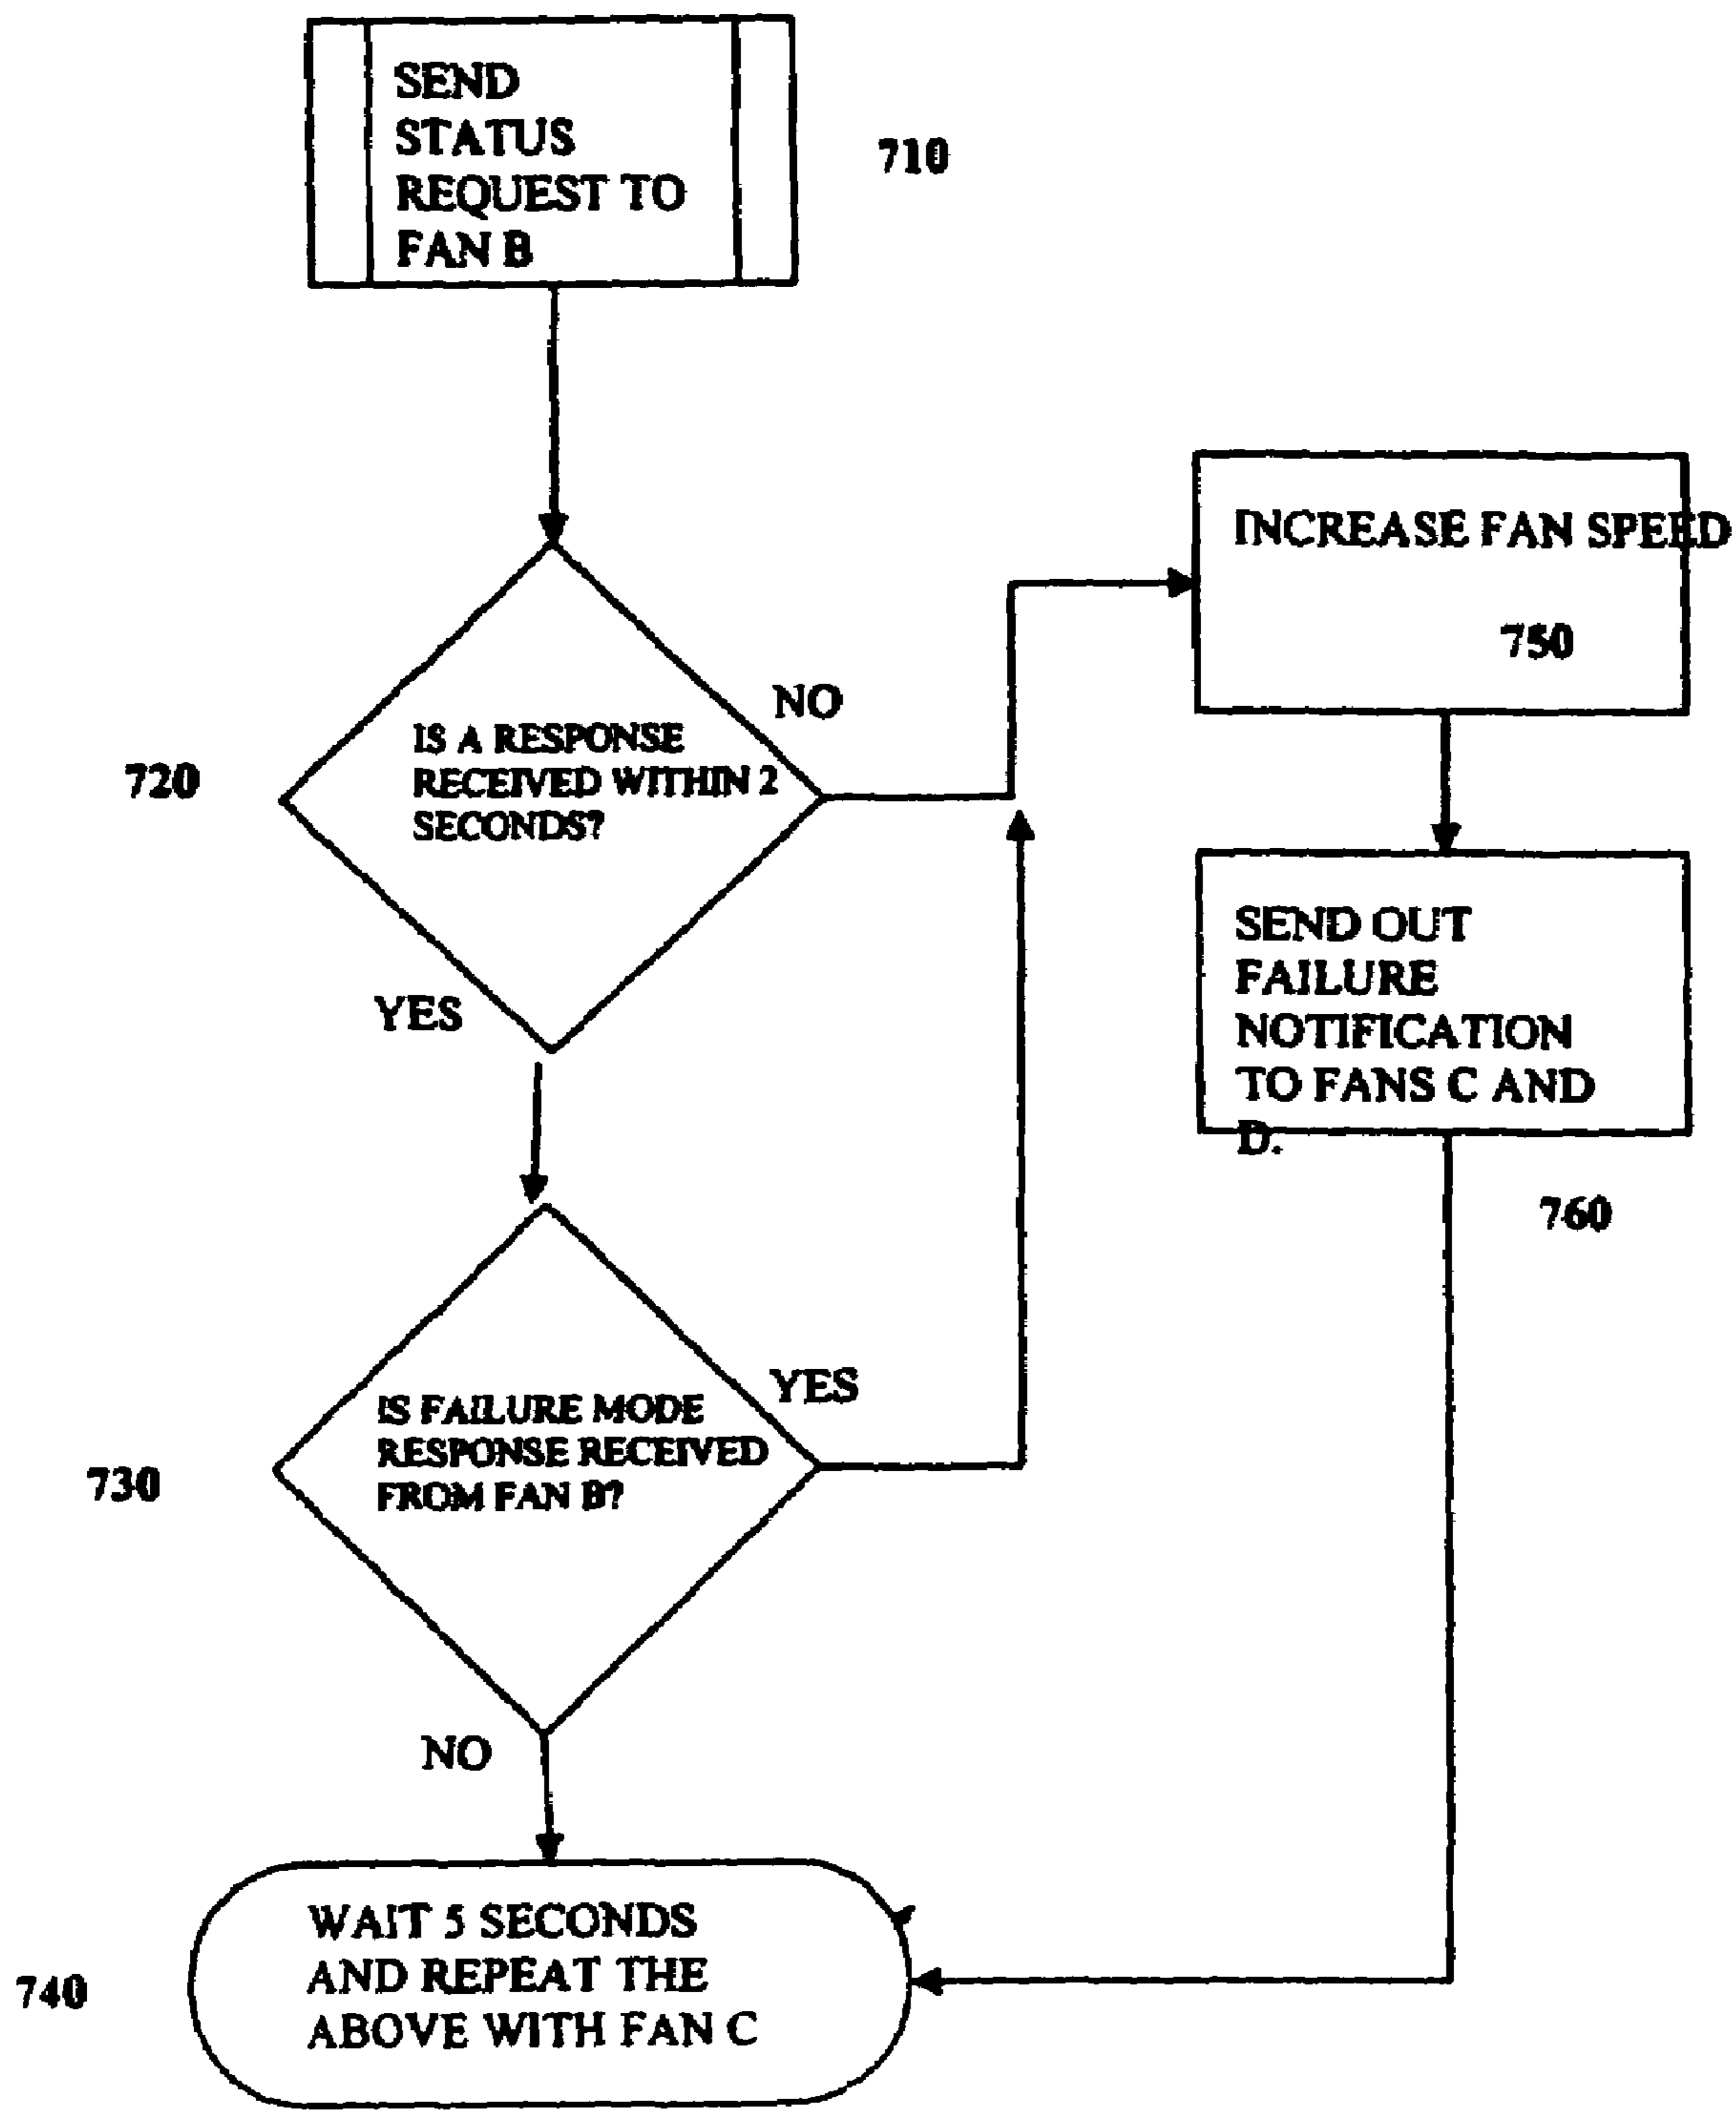 SEND
STATUS
REQUEST TO
FAN B
710
INCREASE FAN SPEED
750
NO
IS A RESPONSE
RECEIVED WITHIN 2
SECONDS?
720
YES
SEND OUT
FAILURE
NOTIFICATION
TO FANS C AND
D.
760
YES
IS FAILURE MODE
RESPONSE RECEIVED
FROM FAN B?
730
NO
WAIT 5 SECONDS
AND REPEAT THE
ABOVE WITH FAN C
740